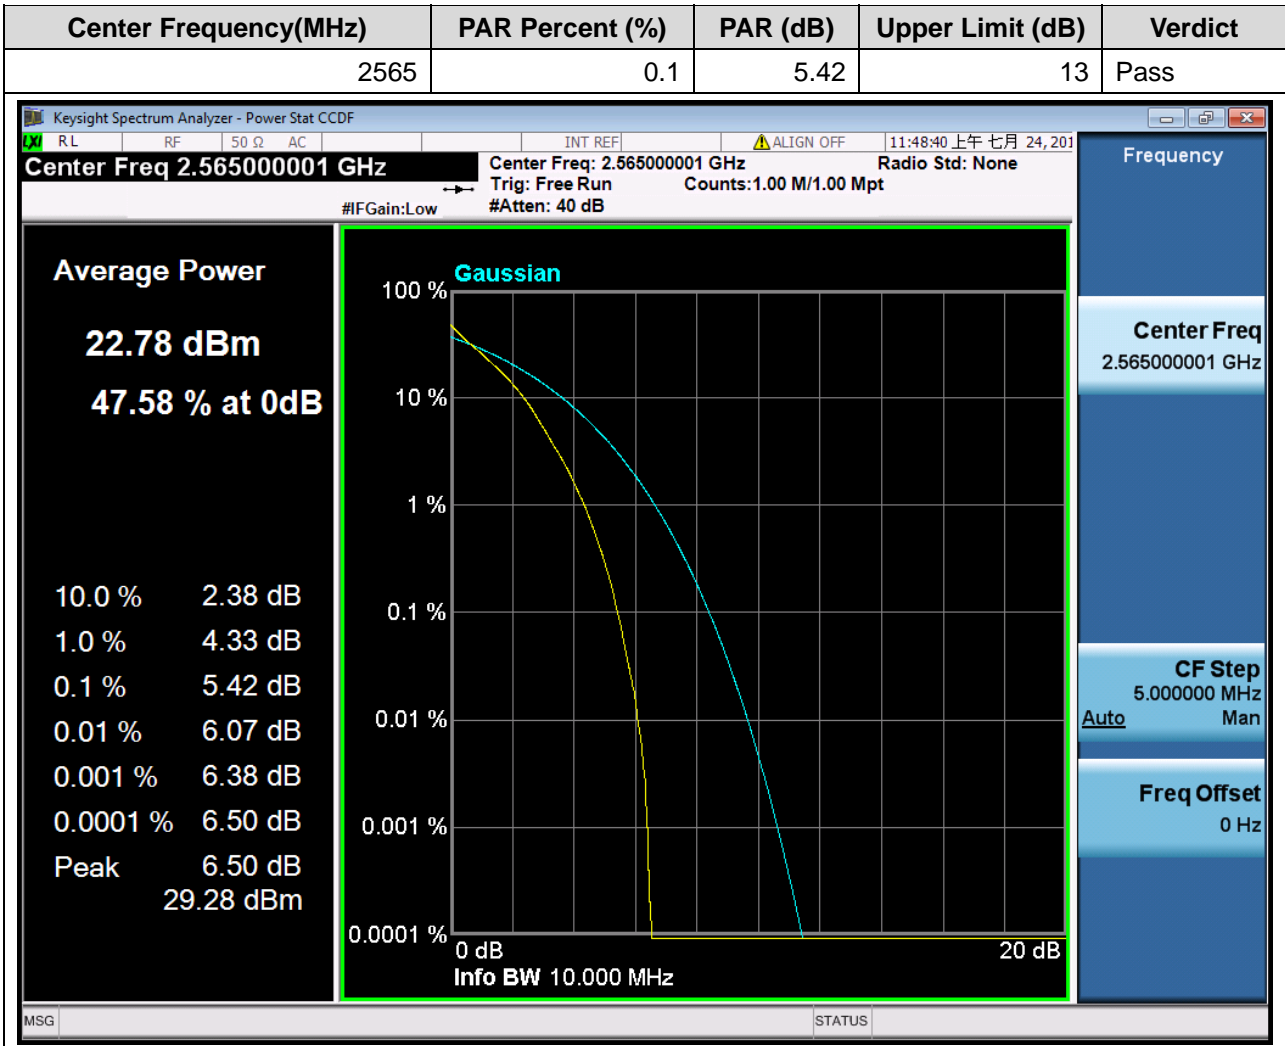 Center Frequency(MHz) PAR Percent (%) PAR (dB) Upper Limit (dB) Verdict
2565 0.1 5.42 13 Pass
Keysight Spectrum Analyzer - Power Stat CCDF
LXI RL RF 50 Ω AC INT REF ALIGN OFF 11:48:40 上午 七月 24, 201
Center Freq 2.565000001 GHz
Center Freq: 2.565000001 GHz Radio Std: None
Trig: Free Run Counts:1.00 M/1.00 Mpt
#IFGain:Low #Atten: 40 dB
Frequency
Average Power
22.78 dBm
47.58 % at 0dB
10.0 % 2.38 dB
1.0 % 4.33 dB
0.1 % 5.42 dB
0.01 % 6.07 dB
0.001 % 6.38 dB
0.0001 % 6.50 dB
Peak 6.50 dB
29.28 dBm
Gaussian
100 %
10 %
1 %
0.1 %
0.01 %
0.001 %
0.0001 %
0 dB 20 dB
Info BW 10.000 MHz
Center Freq
2.565000001 GHz
CF Step
5.000000 MHz
Auto Man
Freq Offset
0 Hz
MSG STATUS